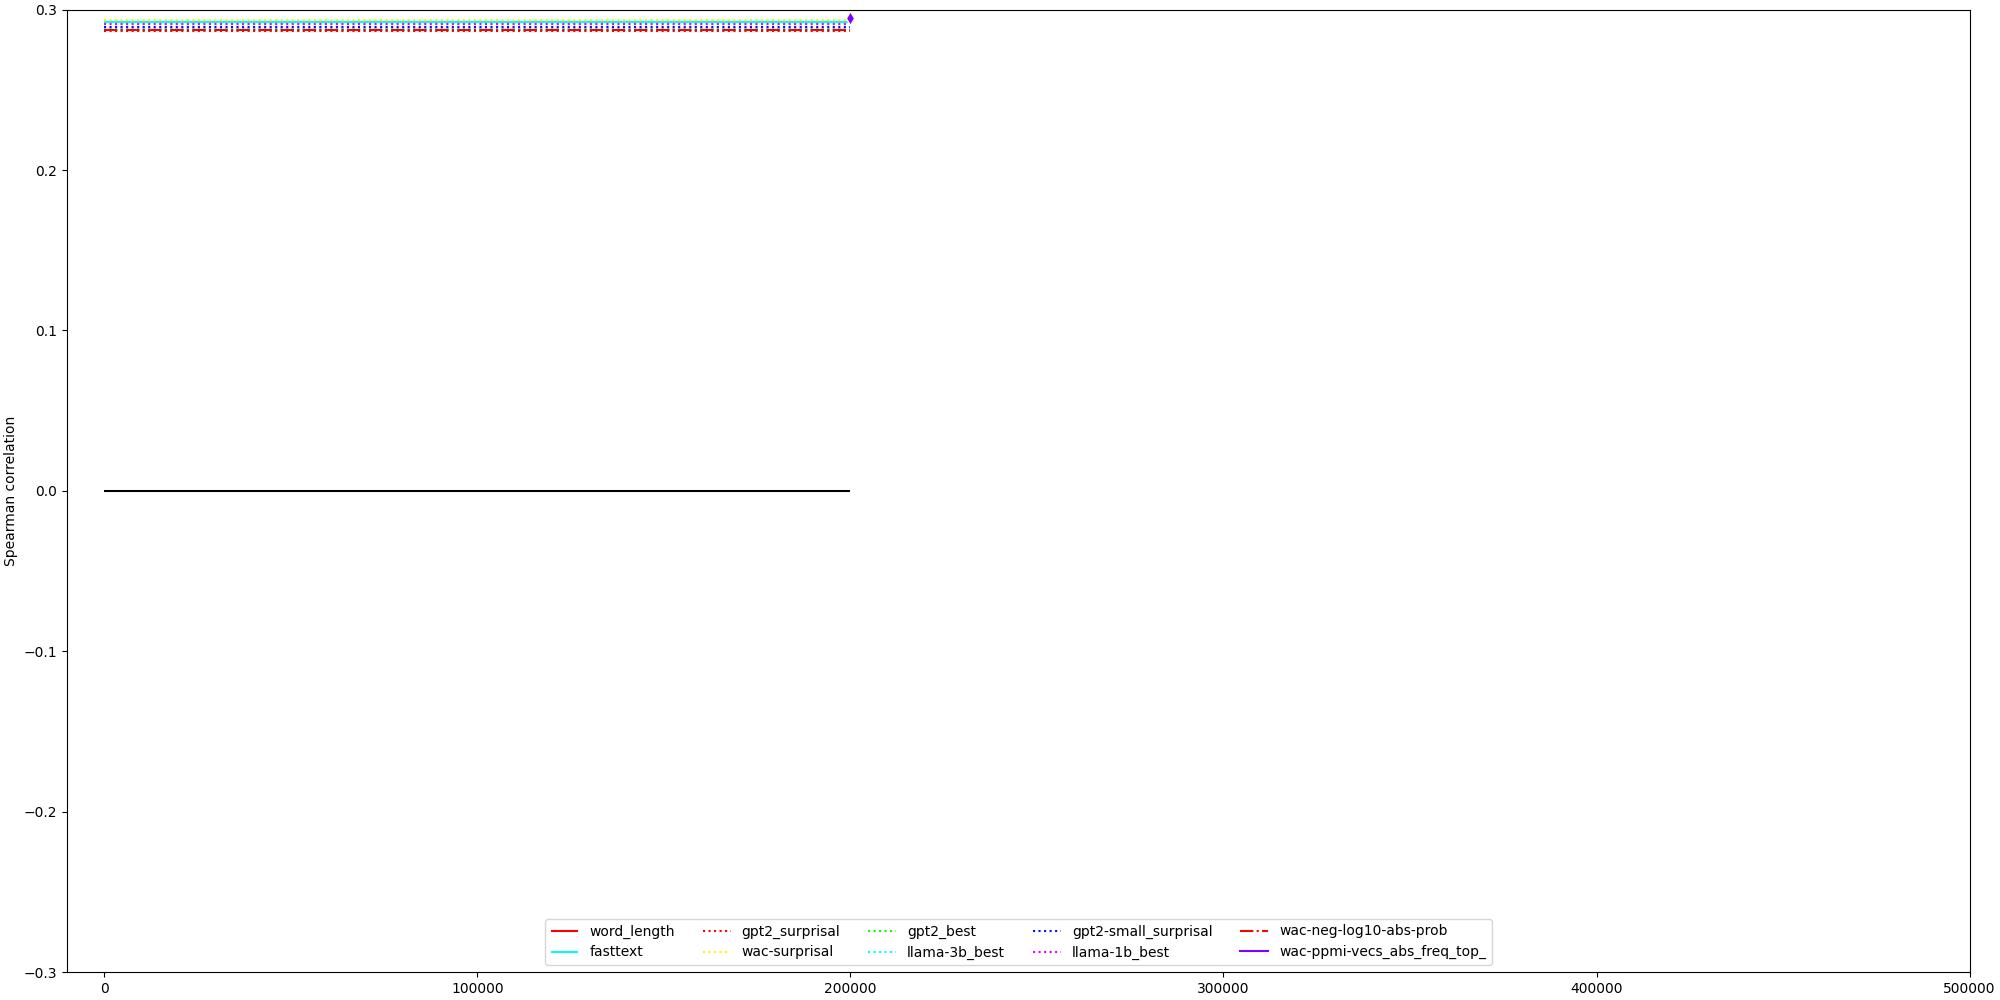 0.3
0.2
0.1
0.0
−0.1
−0.2
−0.3
Spearman correlation
word_length gpt2_surprisal gpt2_best gpt2-small_surprisal wac-neg-log10-abs-prob
fasttext wac-surprisal llama-3b_best llama-1b_best wac-ppmi-vecs_abs_freq_top_
0 100000 200000 300000 400000 500000